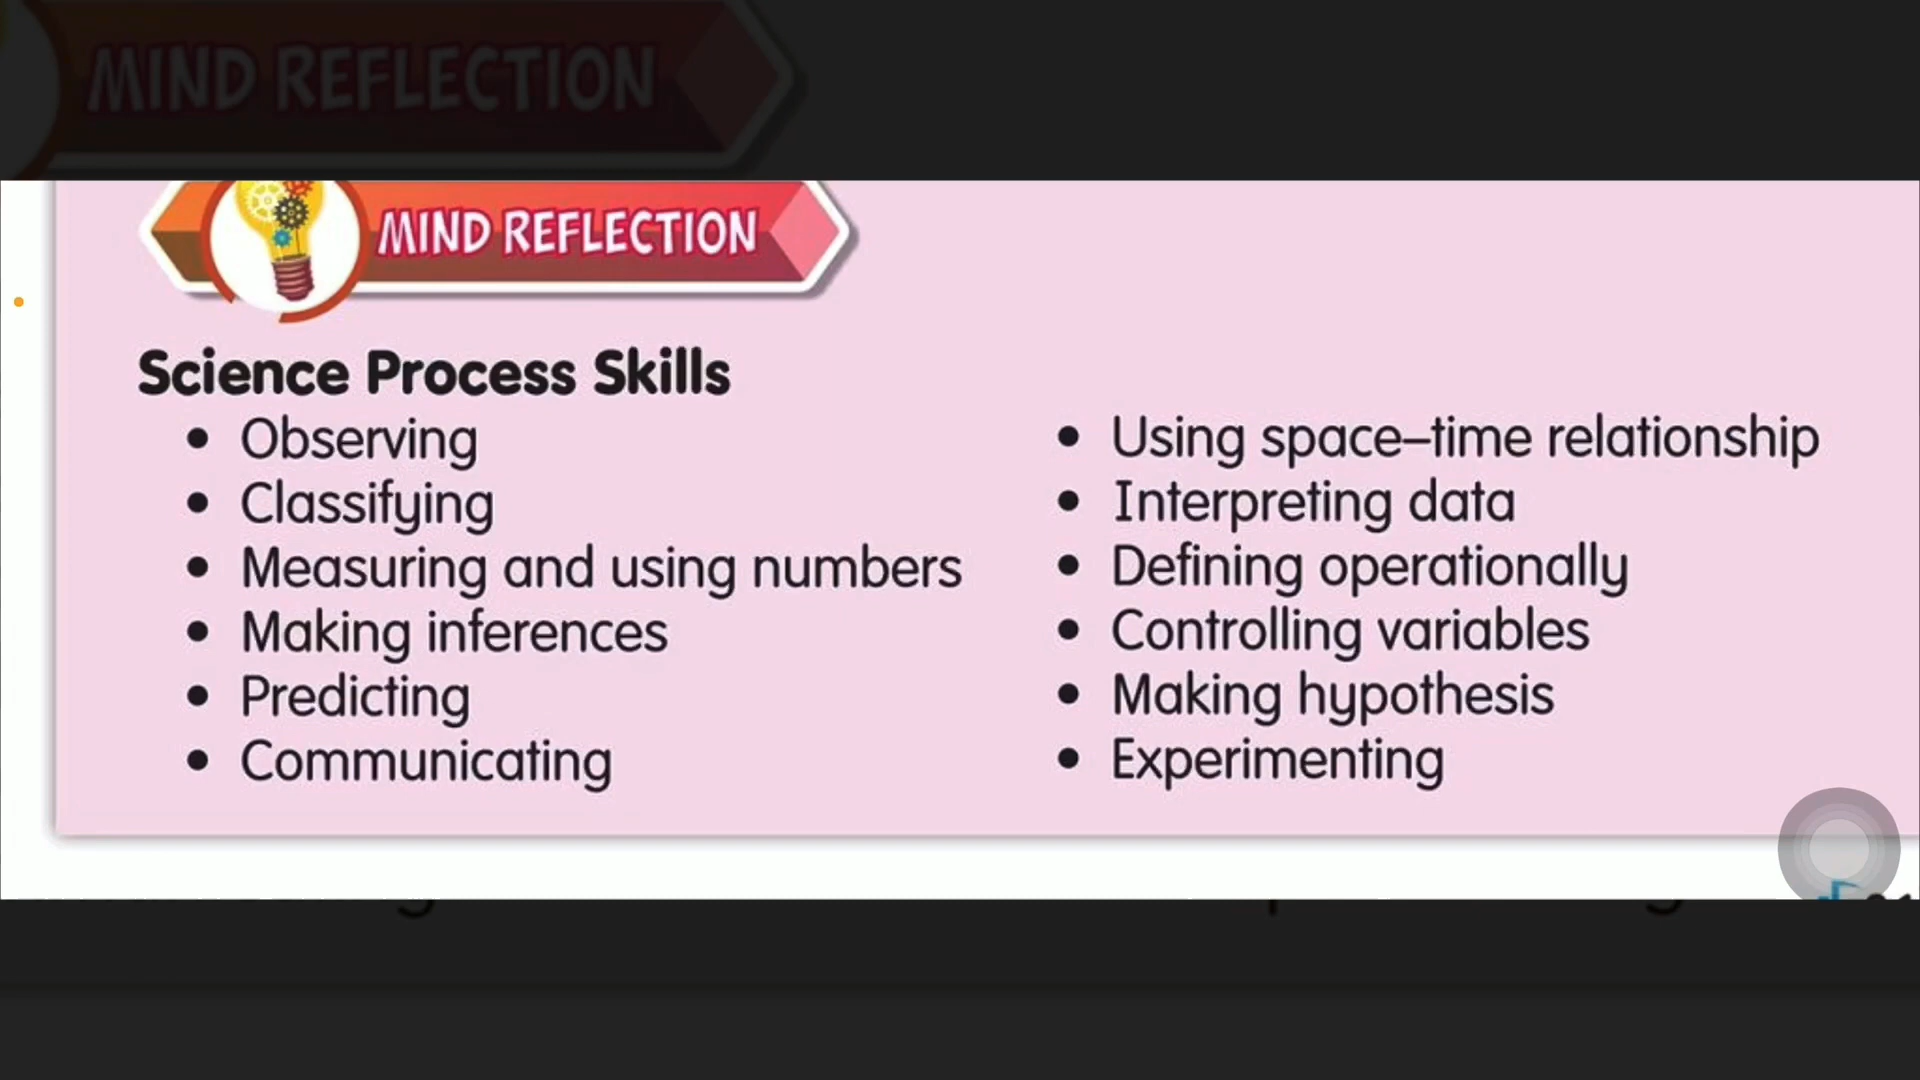 MIND REFLECTION
MIND REFLECTION
Science Process Skills
• Observing
• Classifying
• Measuring and using numbers
• Making inferences
• Predicting
• Communicating
• Using space–time relationship
• Interpreting data
• Defining operationally
• Controlling variables
• Making hypothesis
• Experimenting